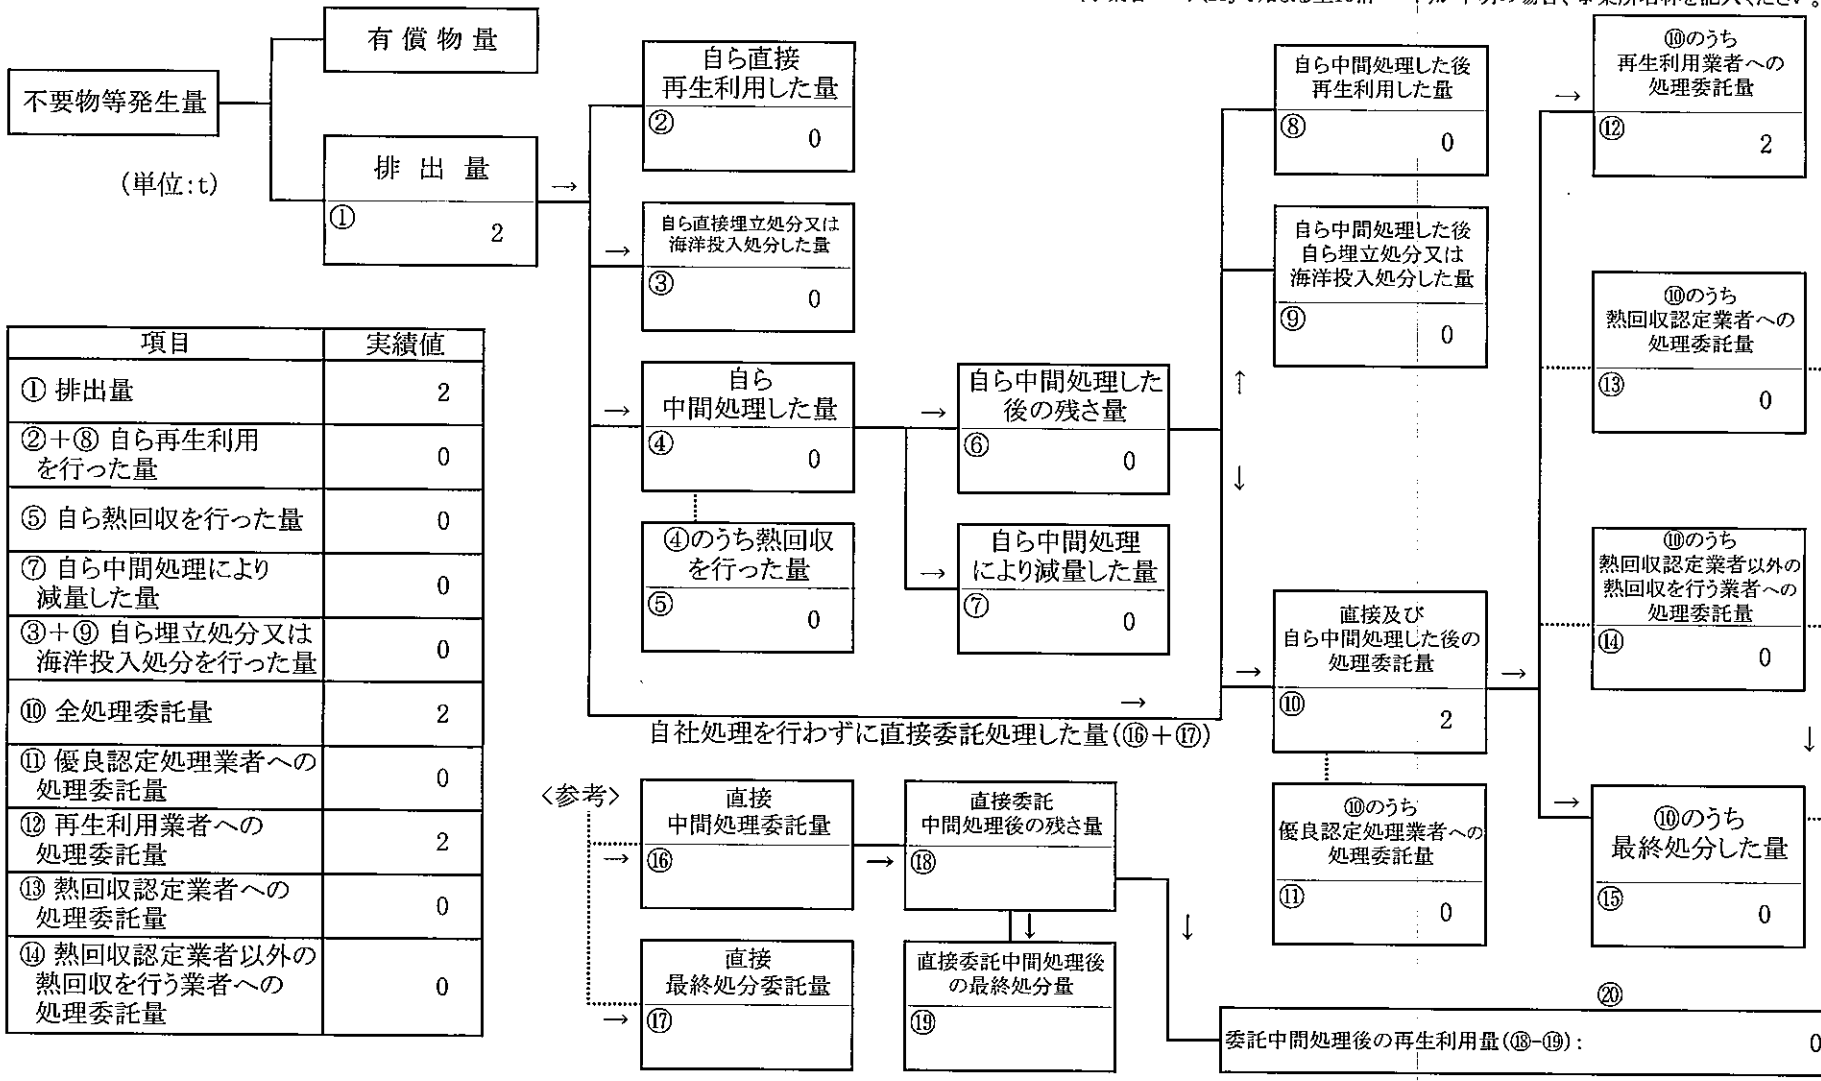 不要物等発生量
有償物量
(単位:t)
排出量
①
2
→
自ら直接
再生利用した量
②
0
→
自ら直接埋立処分又は
海洋投入処分した量
③
0
→
自ら
中間処理した量
④
0
④のうち熱回収
を行った量
⑤
0
→
自ら中間処理した
後の残さ量
⑥
0
→
自ら中間処理
により減量した量
⑦
0
自ら中間処理した後
再生利用した量
⑧
0
自ら中間処理した後
自ら埋立処分又は
海洋投入処分した量
⑨
0
↑
↓
→
直接及び
自ら中間処理した後の
処理委託量
⑩
2
→
⑩のうち
優良認定処理業者への
処理委託量
⑪
0
→
⑩のうち
再生利用業者への
処理委託量
⑫
2
⑩のうち
熱回収認定業者への
処理委託量
⑬
0
⑩のうち
熱回収認定業者以外の
熱回収を行う業者への
処理委託量
⑭
0
↓
→
⑩のうち
最終処分した量
⑮
0
→
自社処理を行わずに直接委託処理した量(⑯+⑰)
<参考>
→
直接
中間処理委託量
⑯
→
直接
最終処分委託量
⑰
→
直接委託
中間処理後の残さ量
⑱
↓
直接委託中間処理後
の最終処分量
⑲
↓
⑳
委託中間処理後の再生利用量(⑱-⑲): 0
項目 実績値
① 排出量 2
②+⑧ 自ら再生利用
を行った量 0
⑤ 自ら熱回収を行った量 0
⑦ 自ら中間処理により
減量した量 0
③+⑨ 自ら埋立処分又は
海洋投入処分を行った量 0
⑩ 全処理委託量 2
⑪ 優良認定処理業者への
処理委託量 0
⑫ 再生利用業者への
処理委託量 2
⑬ 熱回収認定業者への
処理委託量 0
⑭ 熱回収認定業者以外の
熱回収を行う業者への
処理委託量 0